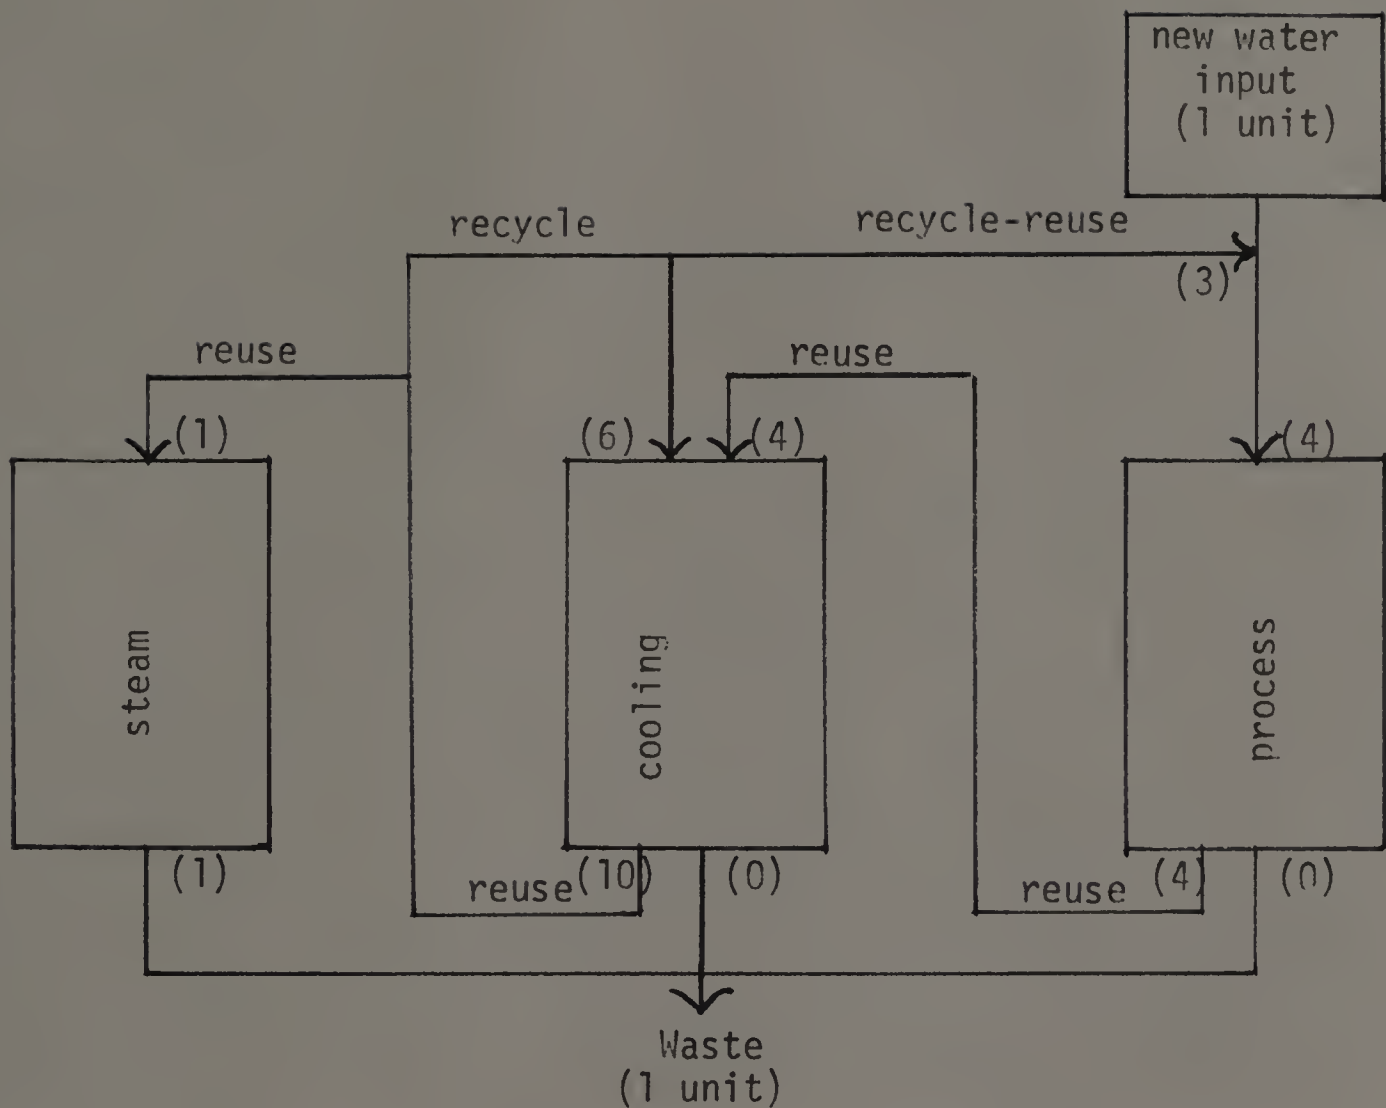 new water
input
(1 unit)
recycle
recycle-reuse
(3)
reuse
reuse
(1)
(6)
(4)
(4)
steam
cooling
process
(1)
reuse
(10)
(0)
reuse
(4)
(0)
Waste
(1 unit)